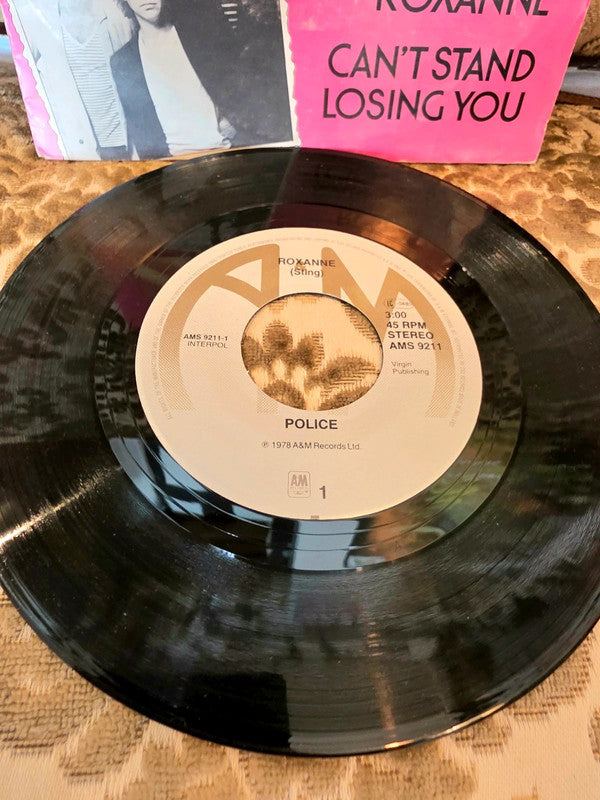 ROXANNE
CAN'T STAND
LOSING YOU
A&M
ROXANNE
(Sting)
AMS 9211-1
INTERPOL
3:00
45 RPM
STEREO
AMS 9211
Virgin
Publishing
POLICE
℗ 1978 A&M Records Ltd.
A&M
1